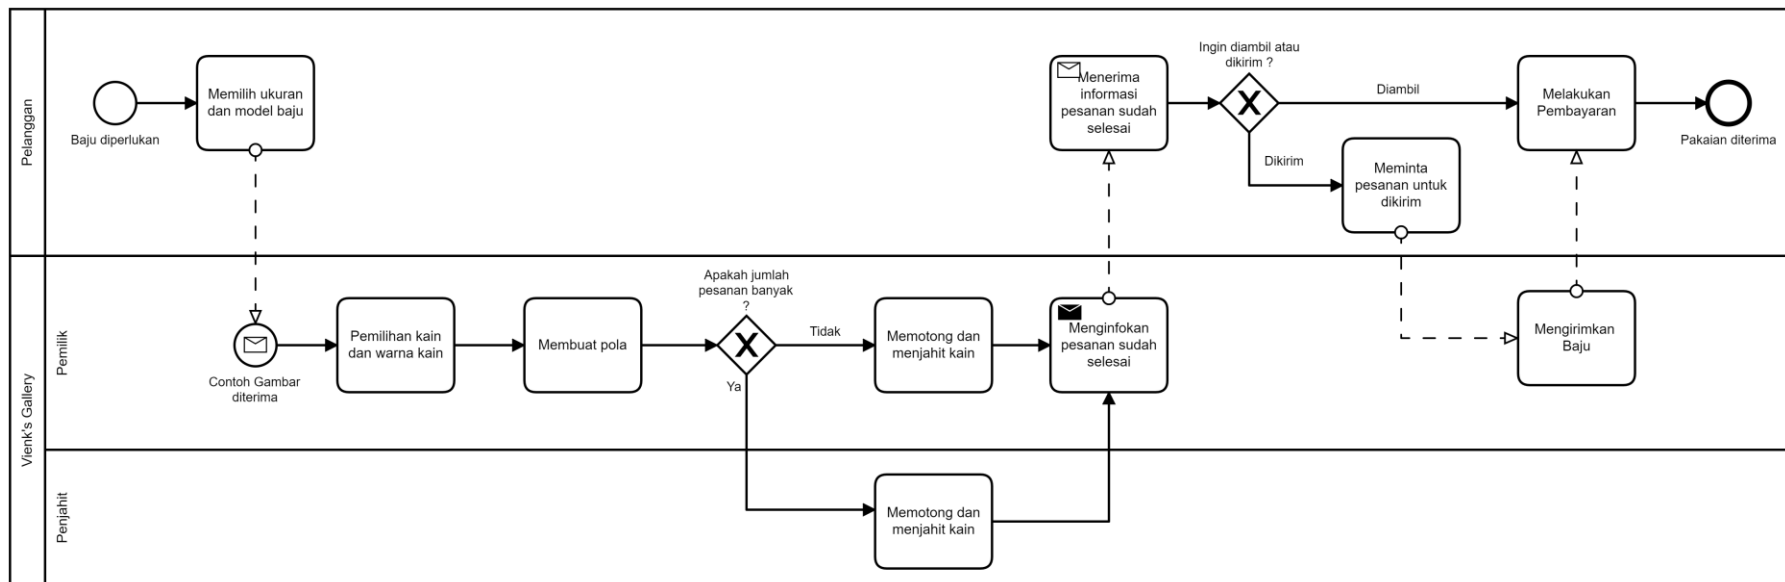 Pelanggan
Baju diperlukan
Memilih ukuran
dan model baju
Menerima
informasi
pesanan sudah
selesai
Ingin diambil atau
dikirim ?
Diambil
Dikirim
Meminta
pesanan untuk
dikirim
Melakukan
Pembayaran
Pakaian diterima
Vienk's Gallery
Pemilik
Contoh Gambar
diterima
Pemilihan kain
dan warna kain
Membuat pola
Apakah jumlah
pesanan banyak
?
Tidak
Ya
Memotong dan
menjahit kain
Menginfokan
pesanan sudah
selesai
Mengirimkan
Baju
Penjahit
Memotong dan
menjahit kain